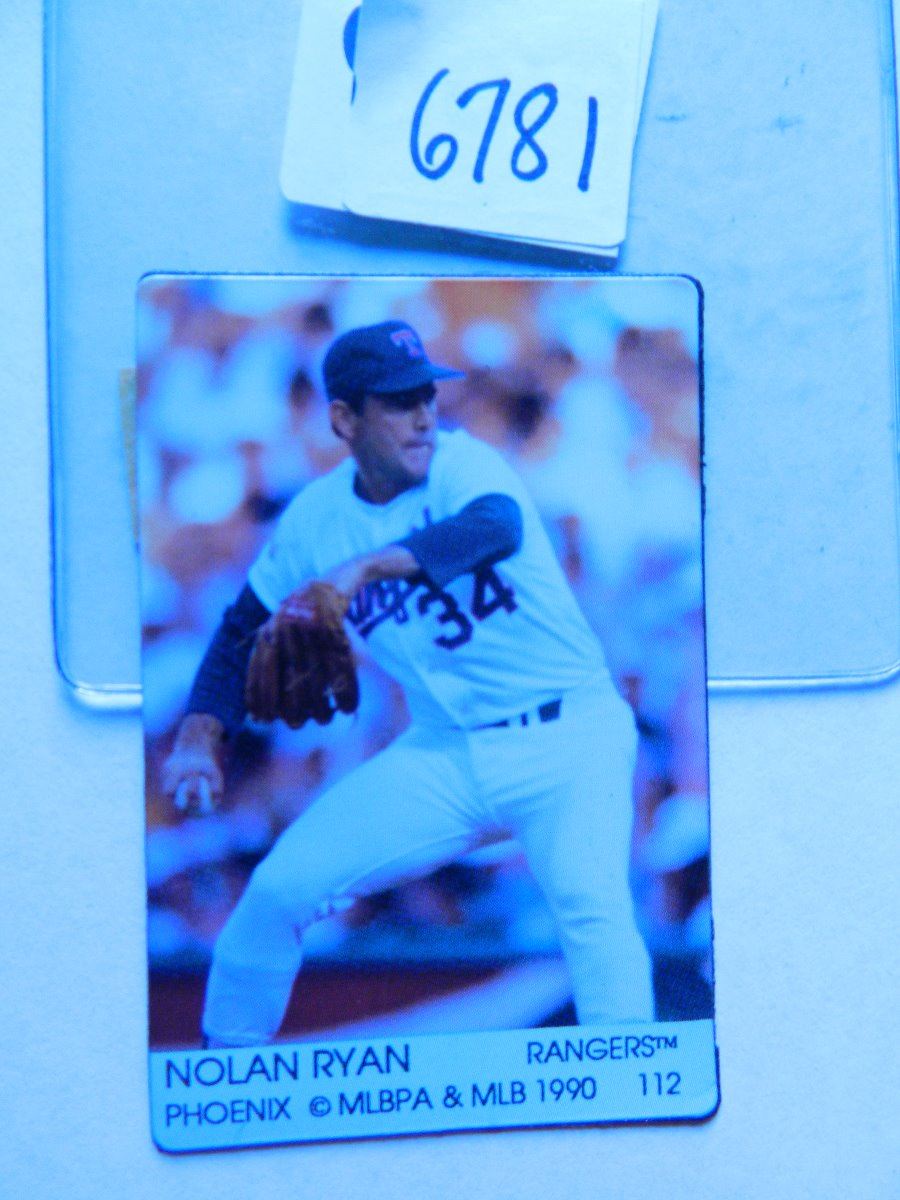 6781
T
34
NOLAN RYAN RANGERS™
PHOENIX © MLBPA & MLB 1990 112